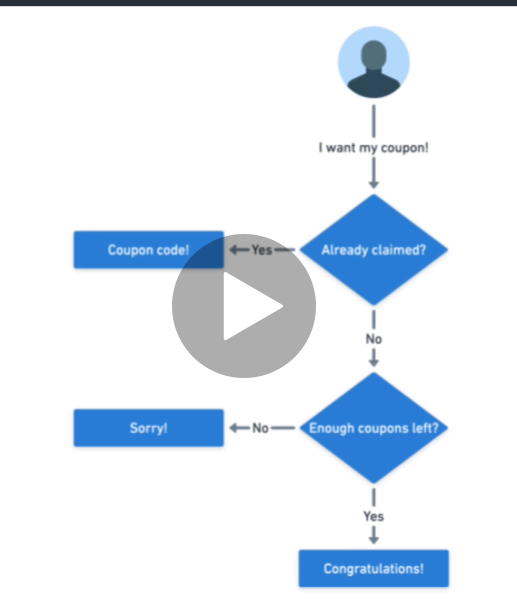 I want my coupon!
Already claimed?
Yes
Coupon code!
No
Enough coupons left?
No
Sorry!
Yes
Congratulations!